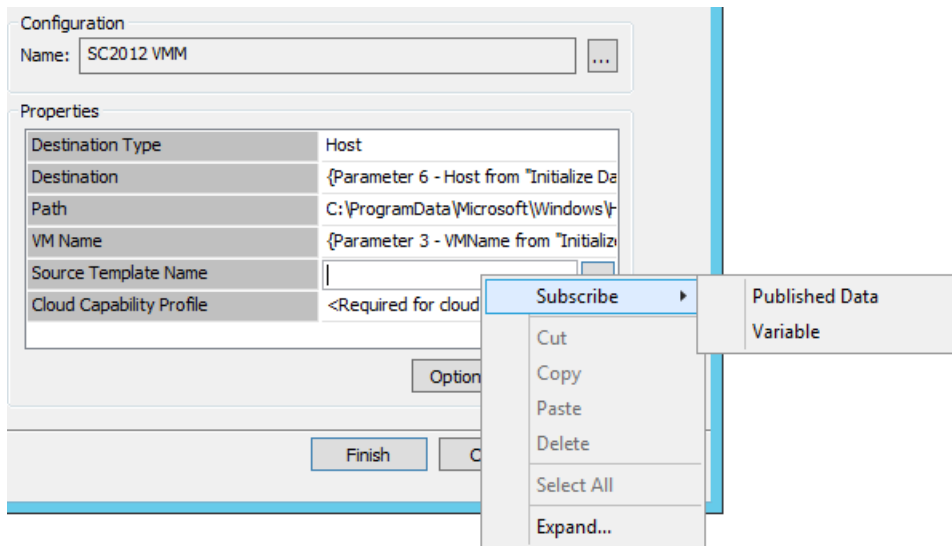 Configuration
Name: SC2012 VMM ...
Properties
Destination Type Host
Destination {Parameter 6 - Host from "Initialize Da
Path C:\ProgramData\Microsoft\Windows\H
VM Name {Parameter 3 - VMName from "Initializ
Source Template Name
Cloud Capability Profile <Required for cloud
Option
Finish C
Subscribe
Cut
Copy
Paste
Delete
Select All
Expand...
Published Data
Variable